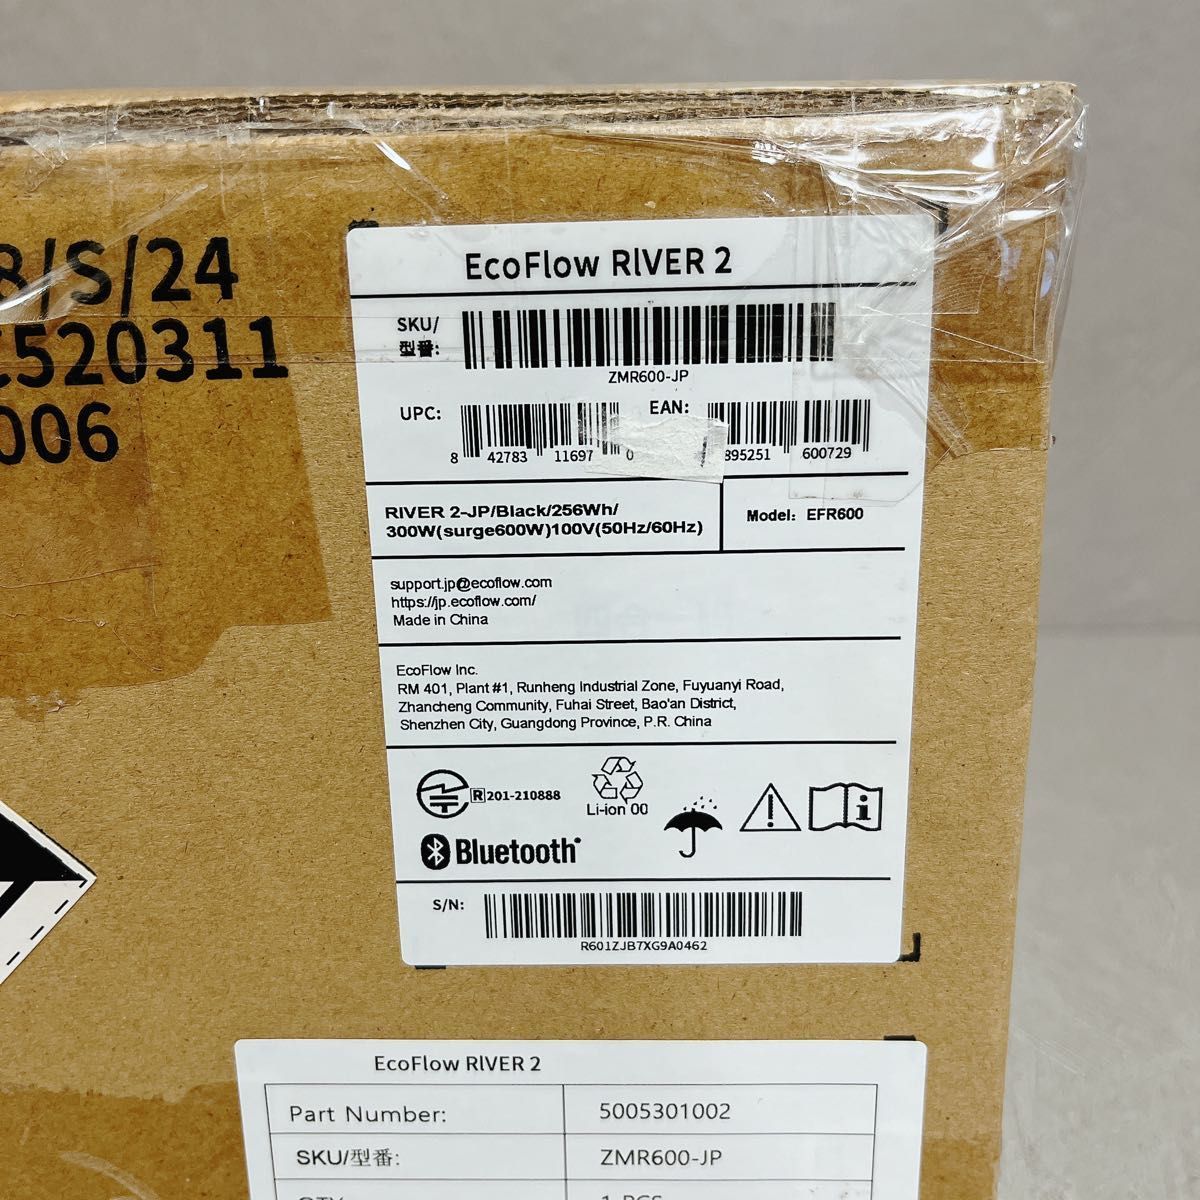 8/S/24
520311
006
EcoFlow RIVER 2
SKU/
型番:
ZMR600-JP
UPC:
EAN:
8 42783 11697 0
895251 600729
RIVER 2-JP/Black/256Wh/
300W(surge600W)100V(50Hz/60Hz)
Model: EFR600
support.jp@ecoflow.com
https://jp.ecoflow.com/
Made in China
EcoFlow Inc.
RM 401, Plant #1, Runheng Industrial Zone, Fuyuanyi Road,
Zhancheng Community, Fuhai Street, Bao'an District,
Shenzhen City, Guangdong Province, P.R. China
R 201-210888
Li-ion 00
Bluetooth®
S/N:
R601ZJB7XG9A0462
EcoFlow RIVER 2
Part Number:
5005301002
SKU/型番:
ZMR600-JP
QTY
1 PCS